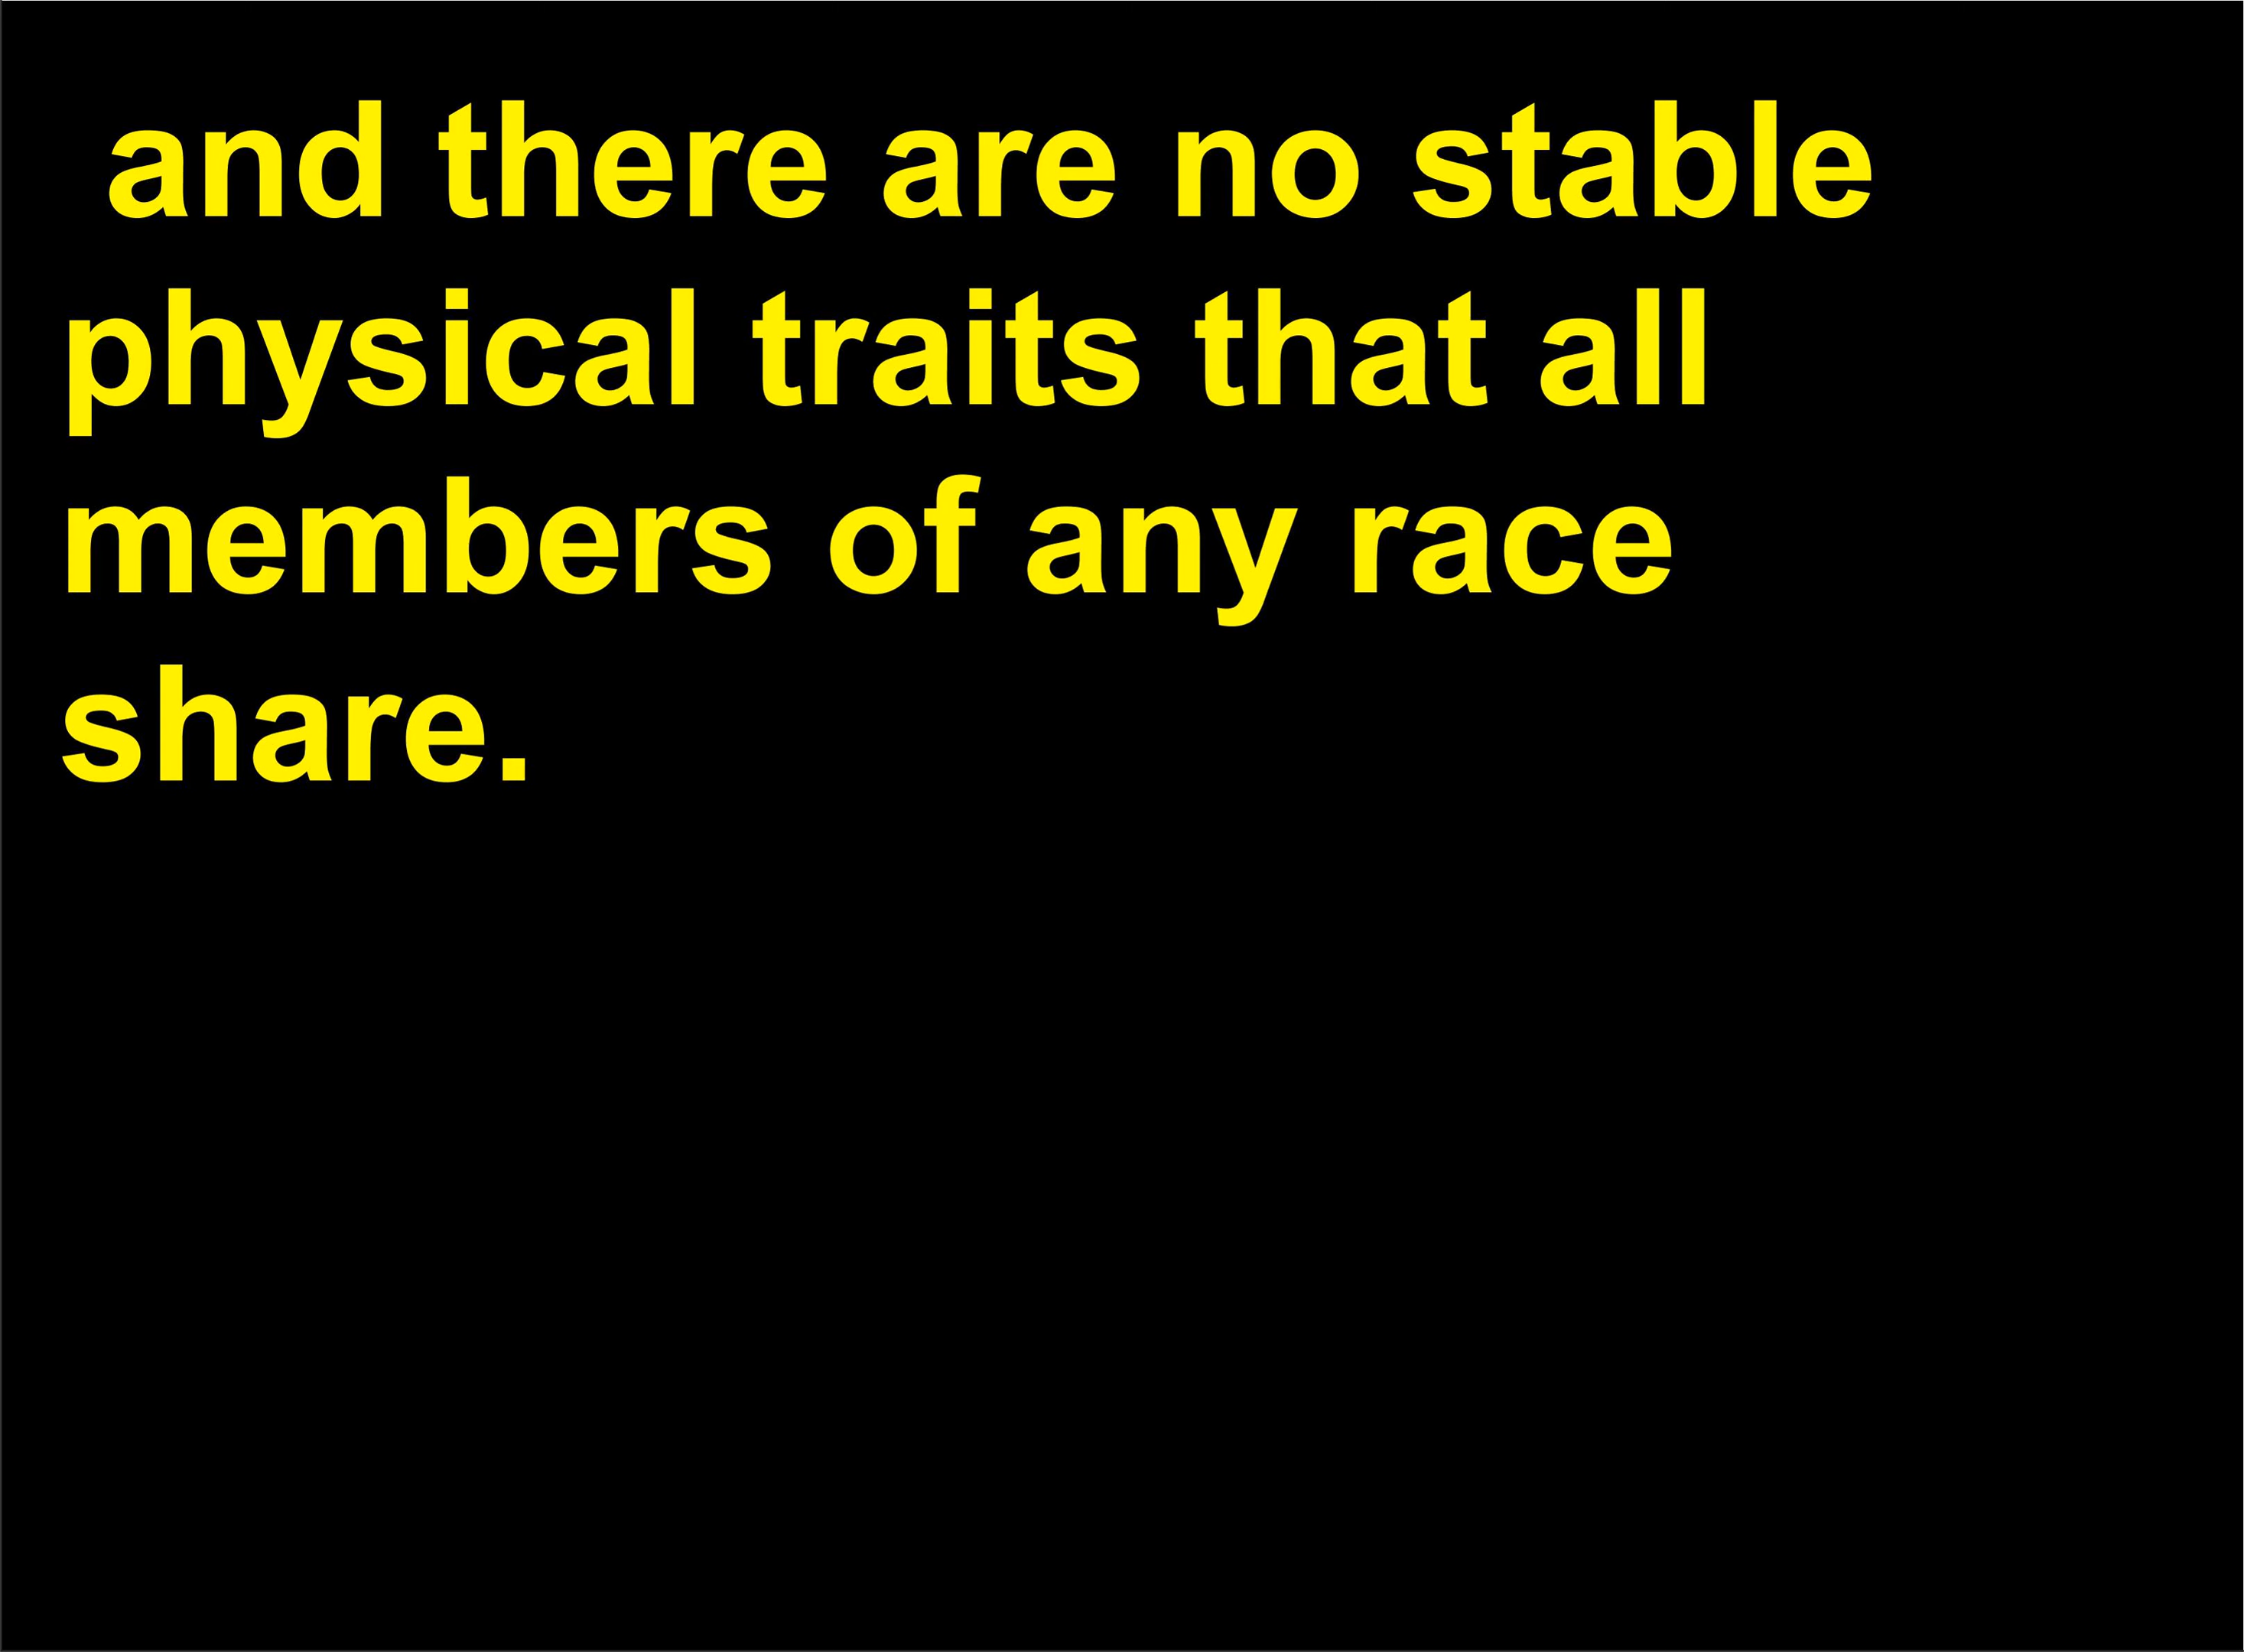 and there are no stable
physical traits that all
members of any race
share.